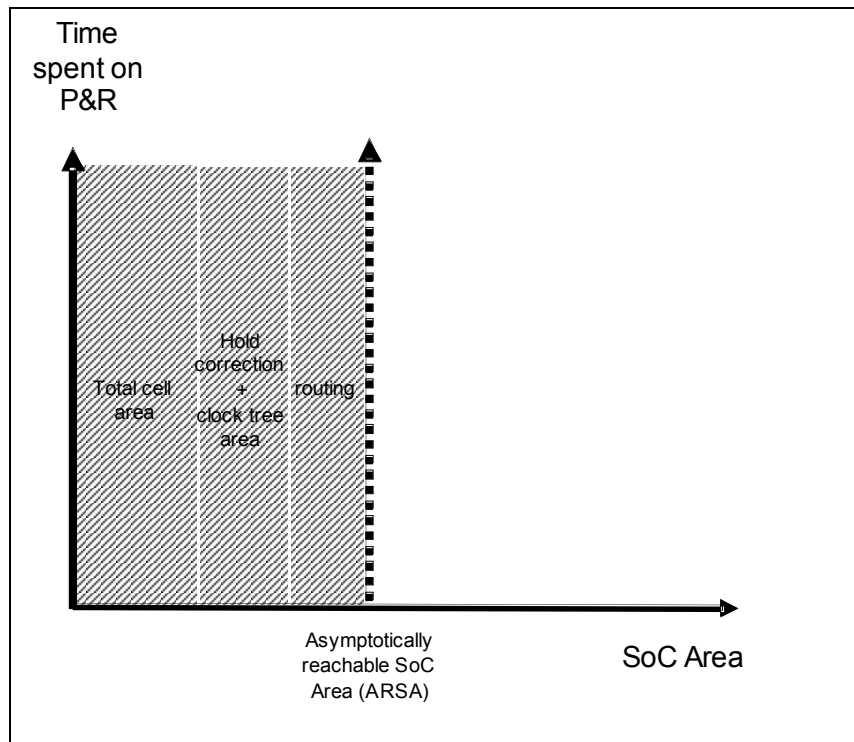 Time
spent on
P&R
Total cell
area
Hold
correction
+
clock tree
area
routing
Asymptotically
reachable SoC
Area (ARSA)
SoC Area